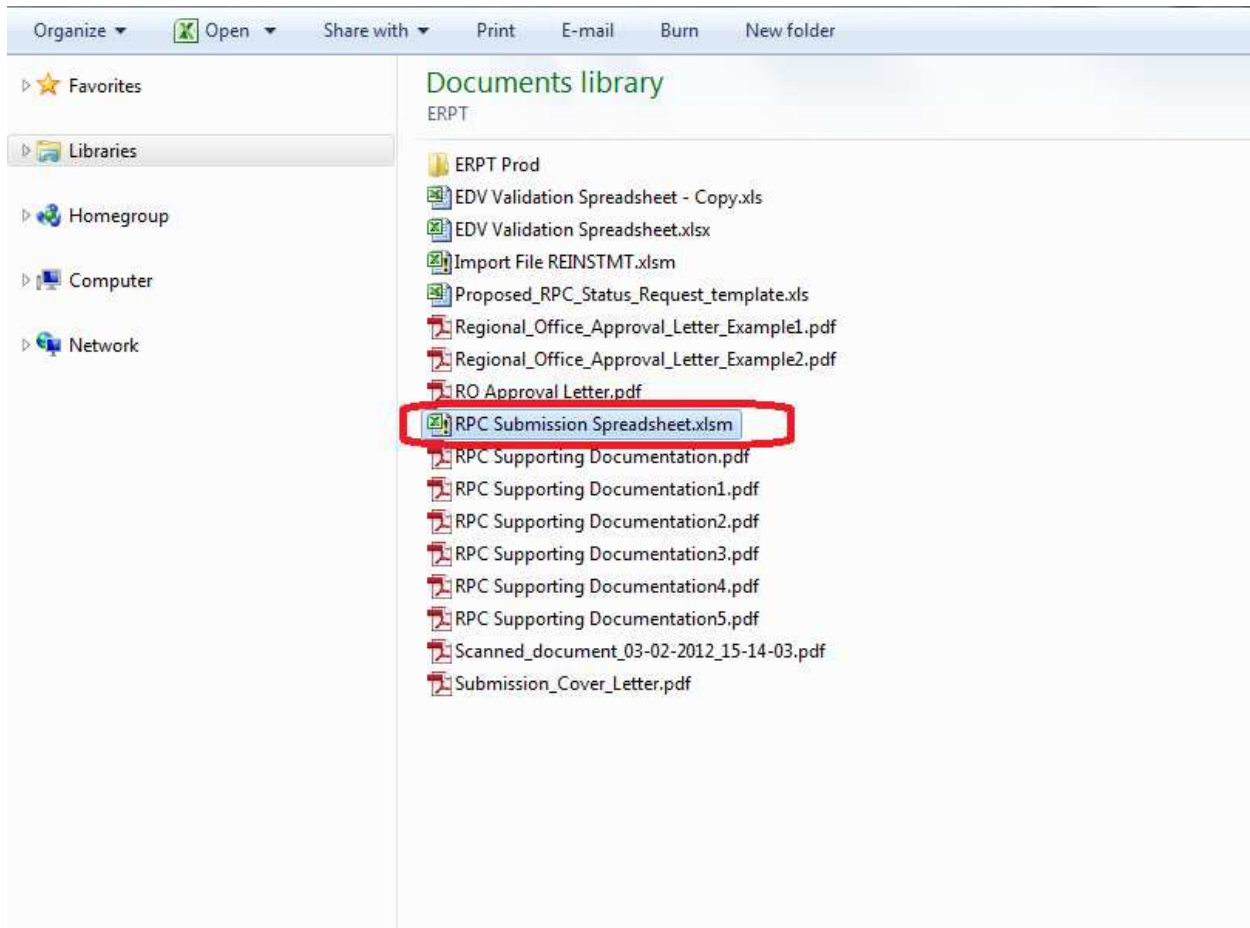 Organize Open Share with Print E-mail Burn New folder
Favorites
Libraries
Homegroup
Computer
Network
Documents library
ERPT
ERPT Prod
EDV Validation Spreadsheet - Copy.xls
EDV Validation Spreadsheet.xlsx
Import File REINSTMT.xlsm
Proposed_RPC_Status_Request_template.xls
Regional_Office_Approval_Letter_Example1.pdf
Regional_Office_Approval_Letter_Example2.pdf
RO Approval Letter.pdf
RPC Submission Spreadsheet.xlsm
RPC Supporting Documentation.pdf
RPC Supporting Documentation1.pdf
RPC Supporting Documentation2.pdf
RPC Supporting Documentation3.pdf
RPC Supporting Documentation4.pdf
RPC Supporting Documentation5.pdf
Scanned_document_03-02-2012_15-14-03.pdf
Submission_Cover_Letter.pdf